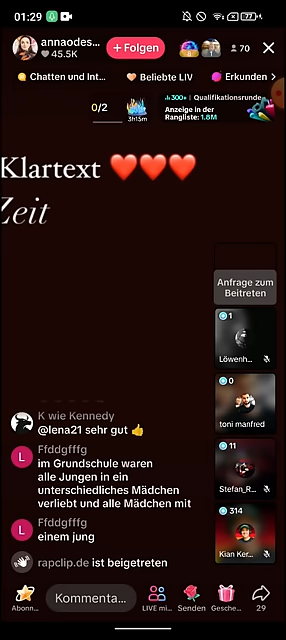 01:29
77
annaodes...
45.5K
+ Folgen
70
Chatten und Int...
Beliebte LIV
Erkunden
0/2
3h15m
300+ | Qualifikationsrunde
Anzeige in der
Rangliste: 1.8M
Klartext ❤️❤️❤️
Zeit
Anfrage zum
Beitreten
1
Löwenh...
0
toni manfred
11
Stefan_R...
314
Kian Ker...
K wie Kennedy
@lena21 sehr gut 👍
L
Ffddgfffg
im Grundschule waren
alle Jungen in ein
unterschiedliches Mädchen
verliebt und alle Mädchen mit
L
Ffddgfffg
einem jung
rapclip.de ist beigetreten
Abonn...
Kommenta...
LIVE mi...
Senden
Gesche...
29